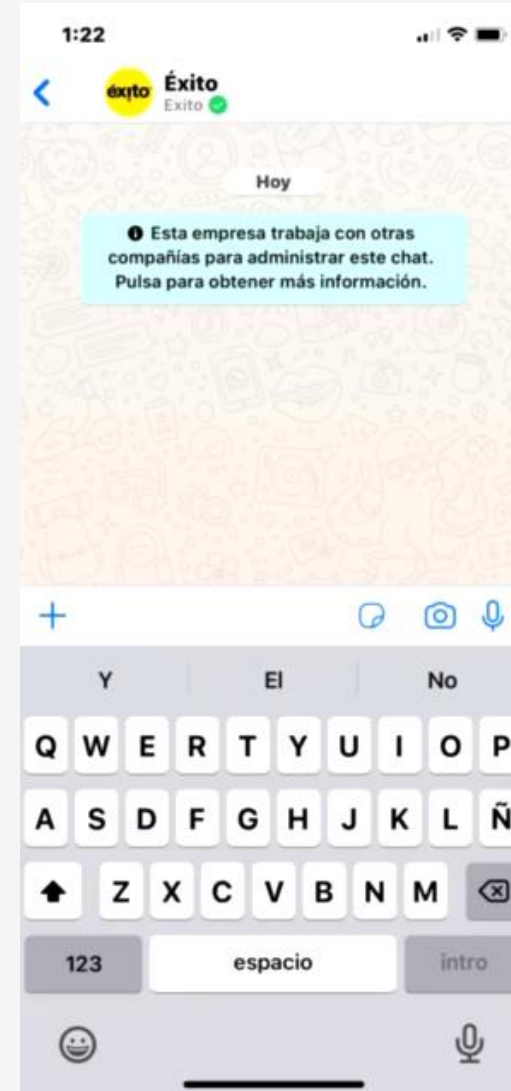 1:22
éxito
Éxito
Exito
Hoy
Esta empresa trabaja con otras
compañías para administrar este chat.
Pulsa para obtener más información.
Y El No
Q W E R T Y U I O P
A S D F G H J K L Ñ
Z X C V B N M
123 espacio intro